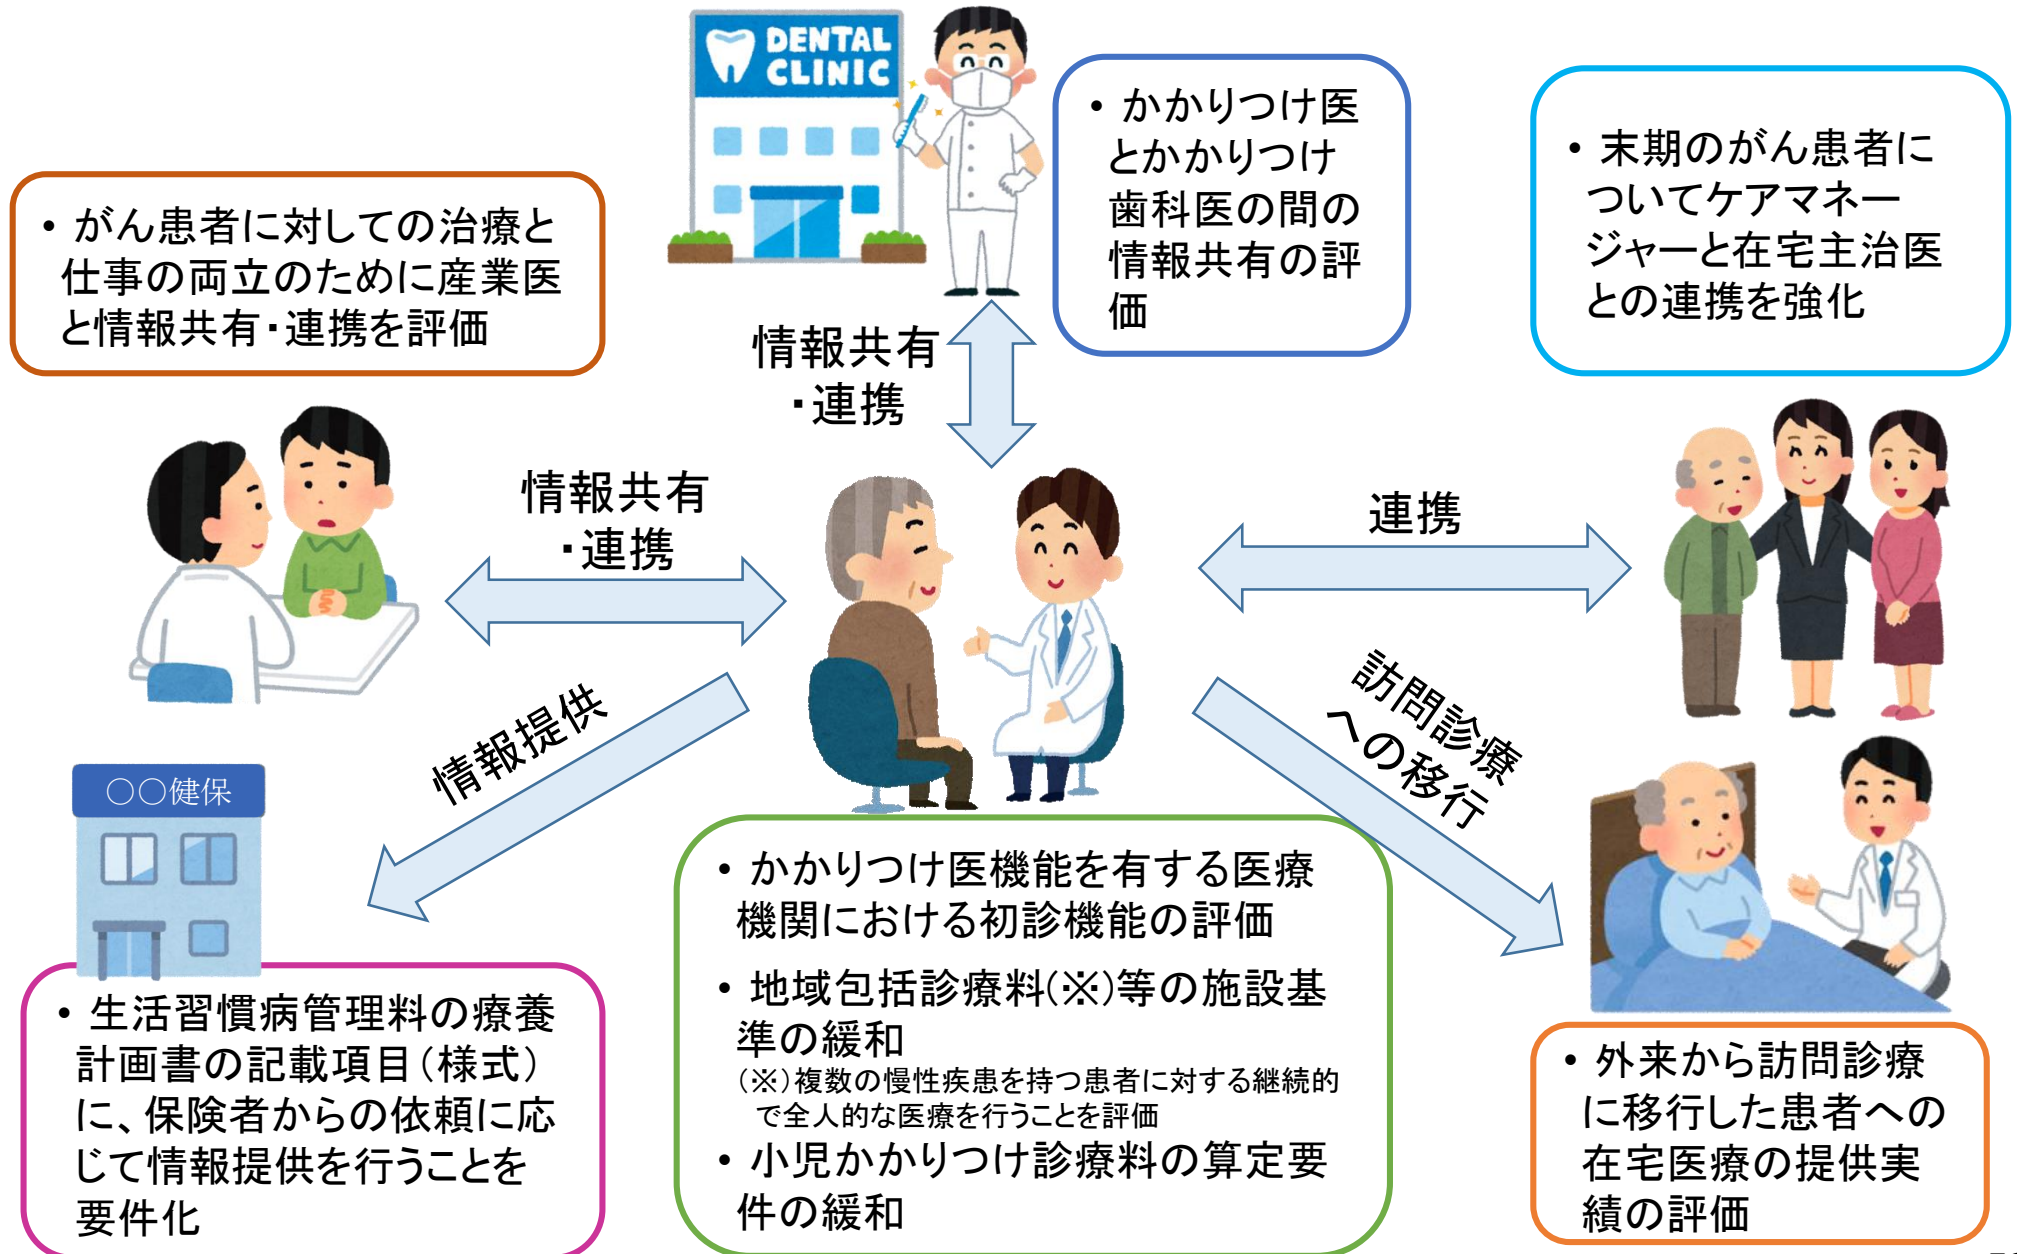 DENTAL
CLINIC
・かかりつけ医
とかかりつけ
歯科医の間の
情報共有の評
価
・末期のがん患者に
ついてケアマネー
ジャーと在宅主治医
との連携を強化
・がん患者に対しての治療と
仕事の両立のために産業医
と情報共有・連携を評価
情報共有
・連携
情報共有
・連携
連携
情報提供
訪問診療
への移行
○○健保
・生活習慣病管理料の療養
計画書の記載項目（様式）
に、保険者からの依頼に応
じて情報提供を行うことを
要件化
・かかりつけ医機能を有する医療
機関における初診機能の評価
・地域包括診療料(※)等の施設基
準の緩和
（※）複数の慢性疾患を持つ患者に対する継続的
で全人的な医療を行うことを評価
・小児かかりつけ診療料の算定要
件の緩和
・外来から訪問診療
に移行した患者への
在宅医療の提供実
績の評価